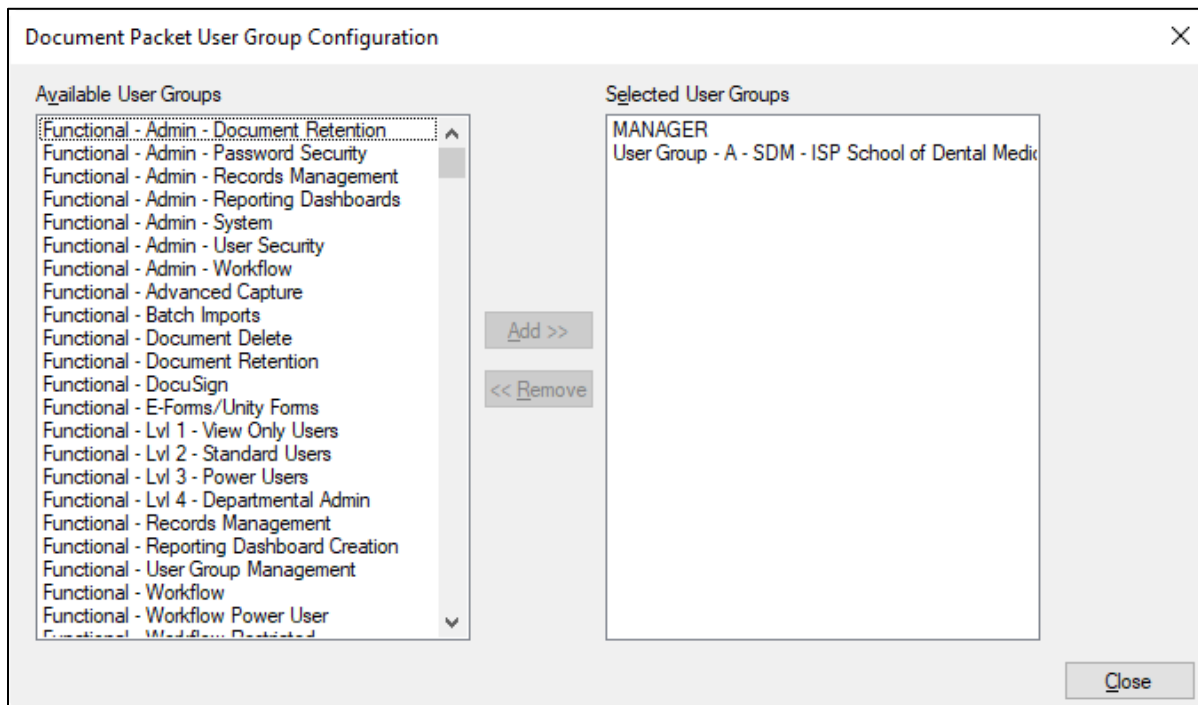 Document Packet User Group Configuration
Available User Groups
Functional - Admin - Document Retention
Functional - Admin - Password Security
Functional - Admin - Records Management
Functional - Admin - Reporting Dashboards
Functional - Admin - System
Functional - Admin - User Security
Functional - Admin - Workflow
Functional - Advanced Capture
Functional - Batch Imports
Functional - Document Delete
Functional - Document Retention
Functional - DocuSign
Functional - E-Forms/Unity Forms
Functional - Lvl 1 - View Only Users
Functional - Lvl 2 - Standard Users
Functional - Lvl 3 - Power Users
Functional - Lvl 4 - Departmental Admin
Functional - Records Management
Functional - Reporting Dashboard Creation
Functional - User Group Management
Functional - Workflow
Functional - Workflow Power User
Functional - Workflow Restricted
Add >>
<< Remove
Selected User Groups
MANAGER
User Group - A - SDM - ISP School of Dental Medic
Close